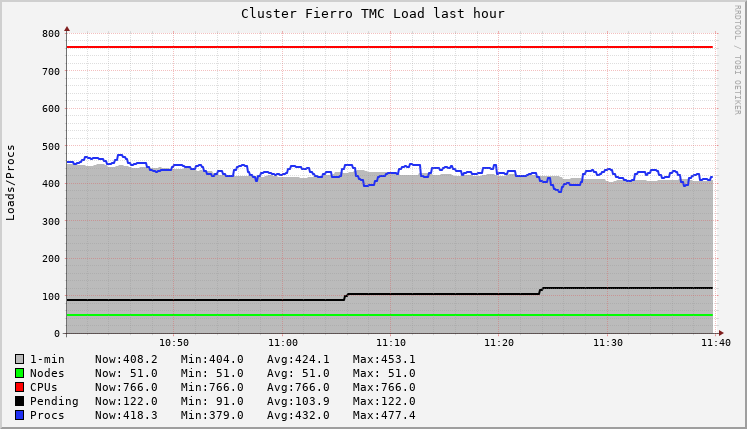 Cluster Fierro TMC Load last hour
RRDTOOL / TOBI OETIKER
Loads/Procs
800
700
600
500
400
300
200
100
0
10:50 11:00 11:10 11:20 11:30 11:40
1-min Now:408.2 Min:404.0 Avg:424.1 Max:453.1
Nodes Now: 51.0 Min: 51.0 Avg: 51.0 Max: 51.0
CPUs Now:766.0 Min:766.0 Avg:766.0 Max:766.0
Pending Now:122.0 Min: 91.0 Avg:103.9 Max:122.0
Procs Now:418.3 Min:379.0 Avg:432.0 Max:477.4